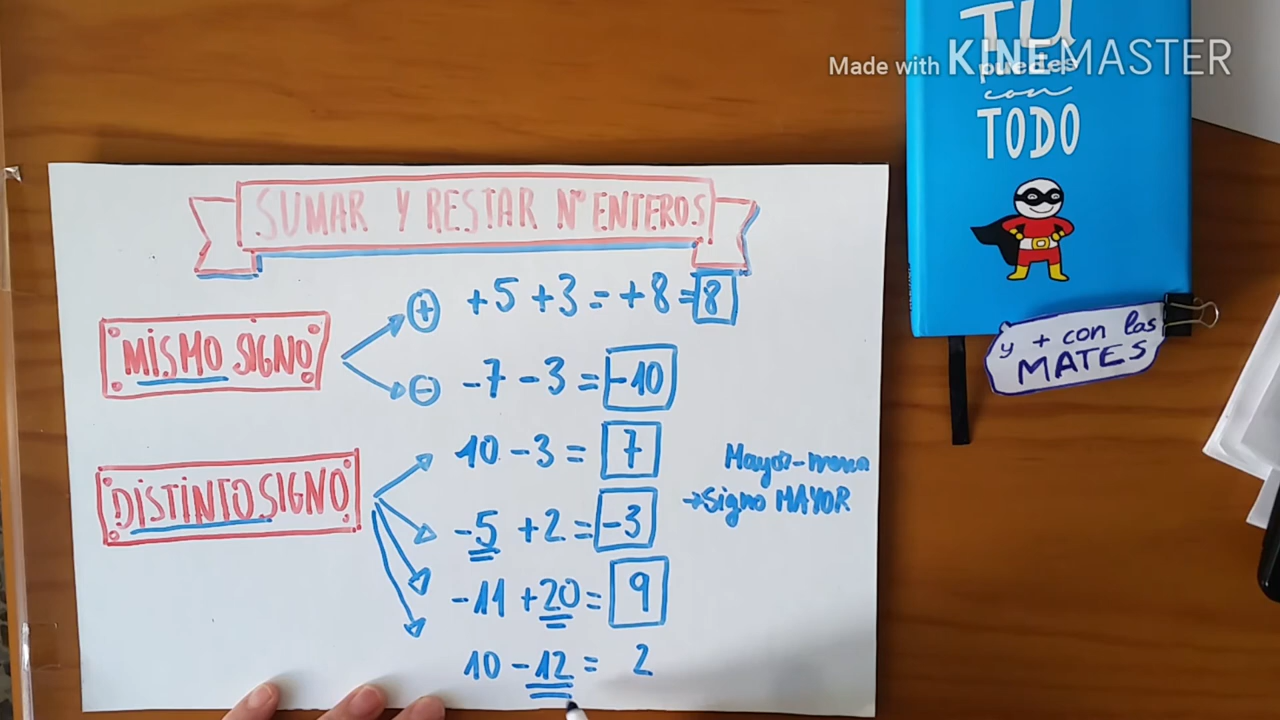 Made with KINEMASTER
TU
puedes
con
TODO
y + con las
MATES
SUMAR Y RESTAR Nº ENTEROS
MISMO SIGNO
+ +5 +3 = +8 = 8
- -7 -3 = -10
DISTINTO SIGNO
10 -3 = 7
-5 +2 = -3
-11 +20 = 9
10 -12 = 2
Mayor-menor
→Signo MAYOR